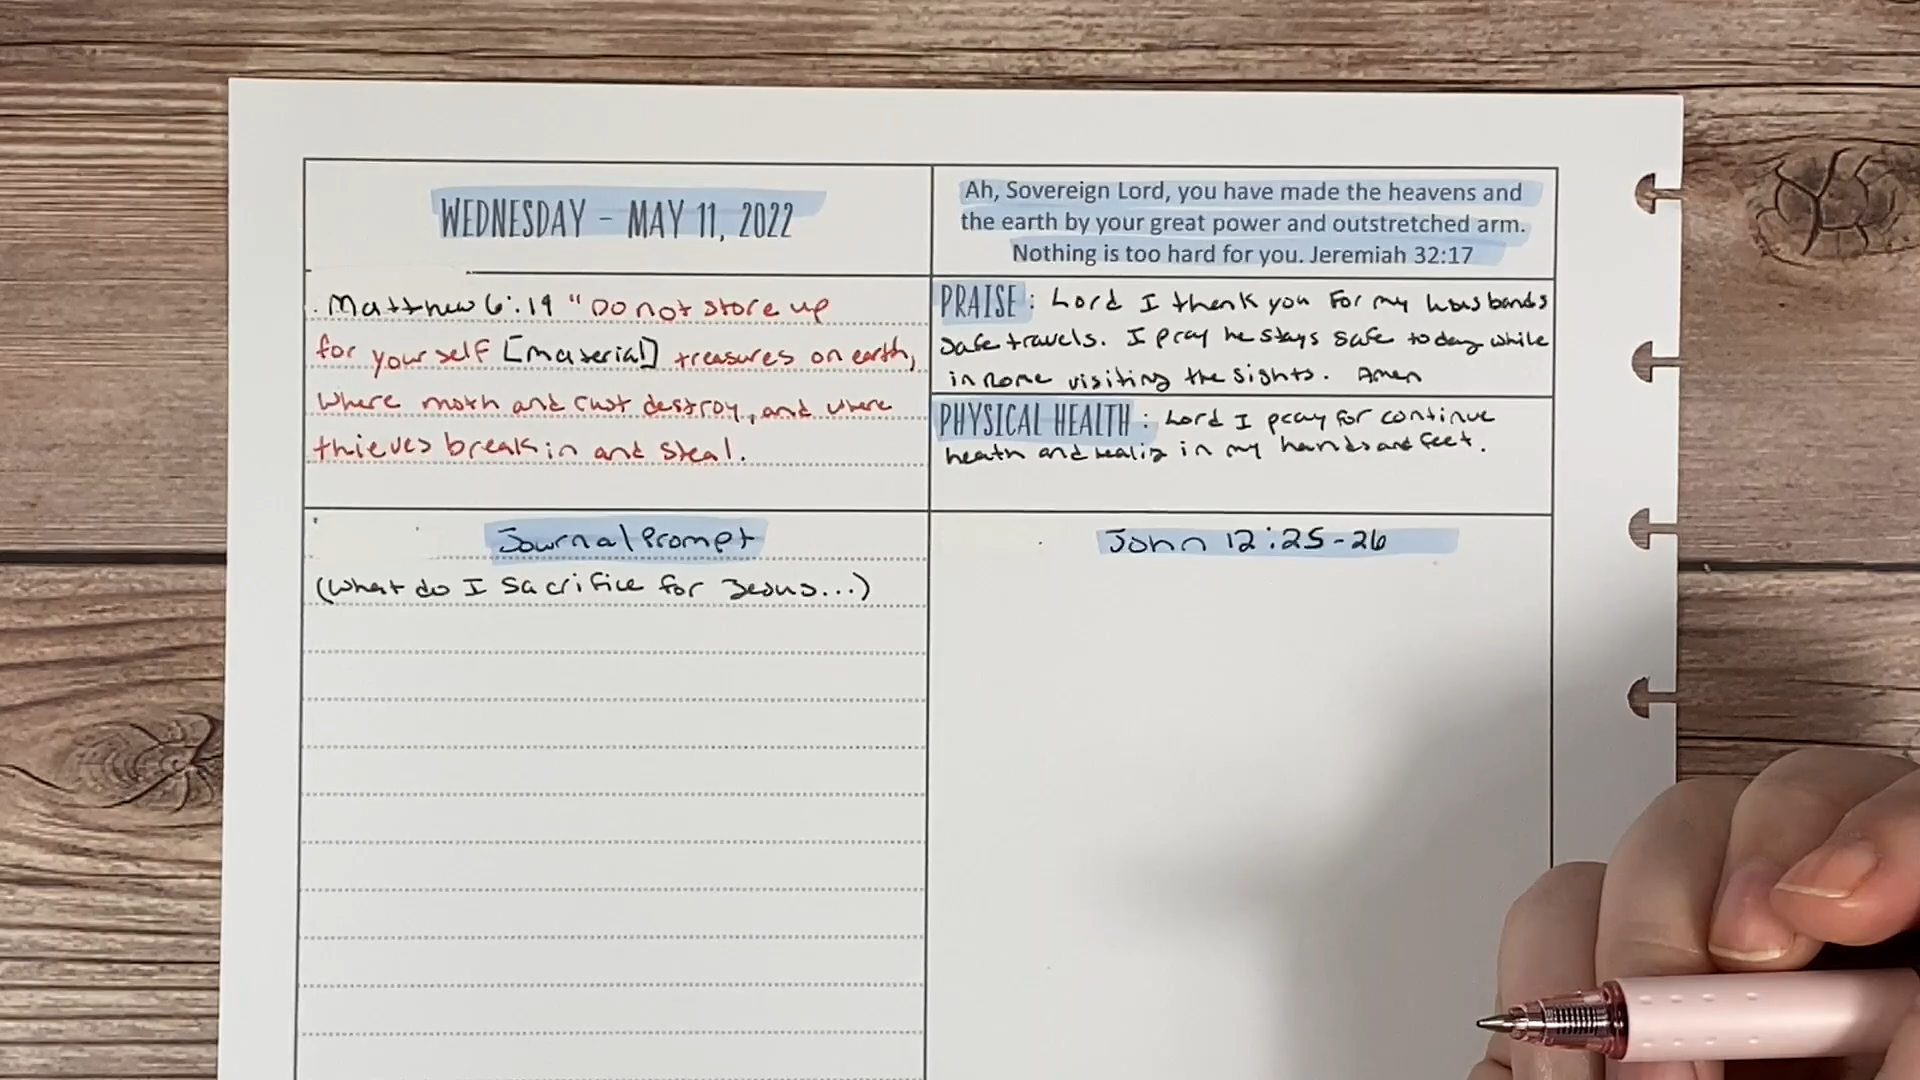 WEDNESDAY - MAY 11, 2022
Ah, Sovereign Lord, you have made the heavens and
the earth by your great power and outstretched arm.
Nothing is too hard for you. Jeremiah 32:17
Matthew 6:19 "Do not store up
for yourself [material] treasures on earth,
where moth and rust destroy, and where
thieves break in and steal.
PRAISE: Lord I thank you for my husbands
safe travels. I pray he stays safe today while
in Rome visiting the sights. Amen
PHYSICAL HEALTH: Lord I pray for continue
heath and in my hands and feet.
Journal Prompt
(What do I sacrifice for Jesus...)
John 12:25-26